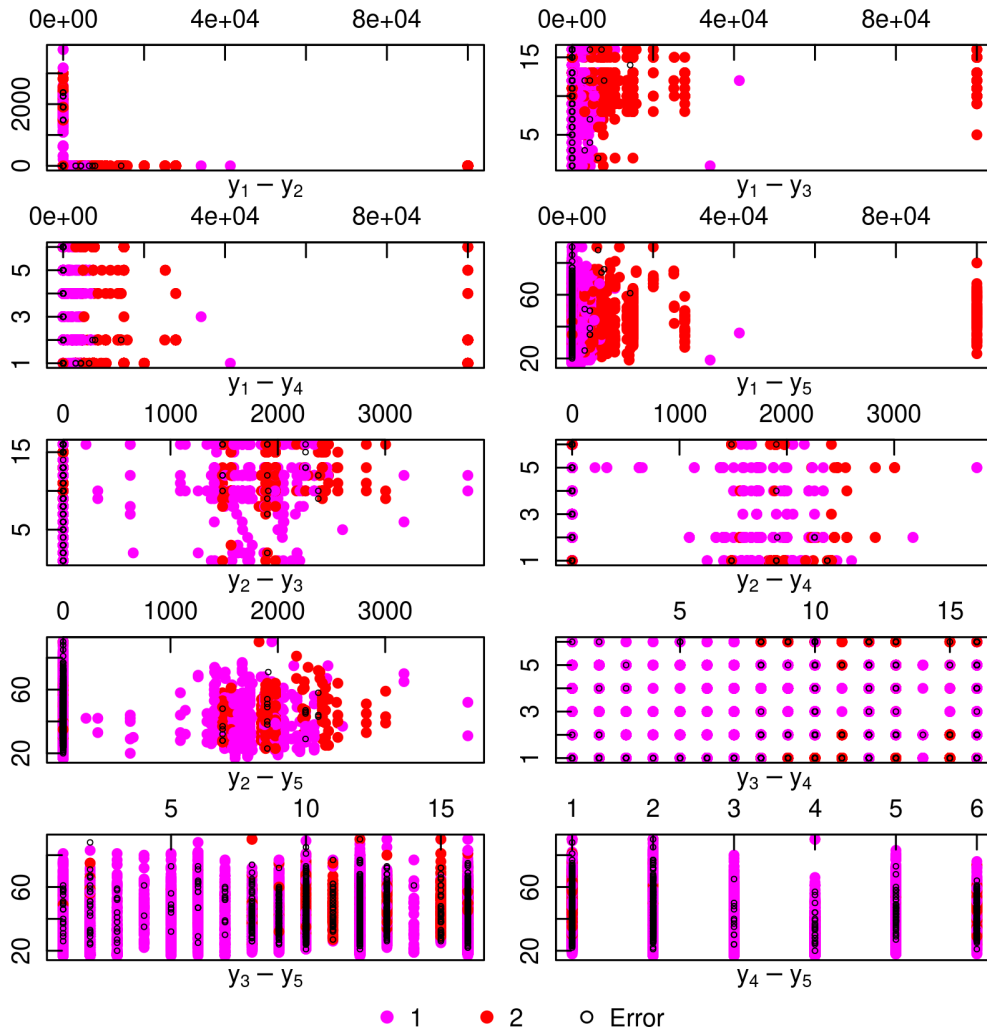 0e+00 4e+04 8e+04 0e+00 4e+04 8e+04
0 2000 5 15
y₁ − y₂ y₁ − y₃
0e+00 4e+04 8e+04 0e+00 4e+04 8e+04
1 3 5 20 60
y₁ − y₄ y₁ − y₅
0 1000 2000 3000 0 1000 2000 3000
5 15 1 3 5
y₂ − y₃ y₂ − y₄
0 1000 2000 3000 5 10 15
20 60 1 3 5
y₂ − y₅ y₃ − y₄
5 10 15 1 2 3 4 5 6
20 60 20 60
y₃ − y₅ y₄ − y₅
1 2 Error